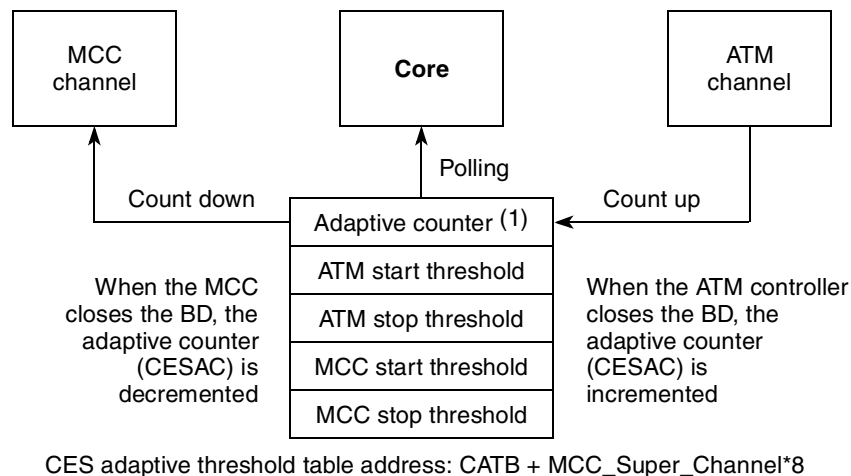 MCC
channel
Core
ATM
channel
Polling
Count down
Count up
Adaptive counter (1)
ATM start threshold
ATM stop threshold
MCC start threshold
MCC stop threshold
When the MCC
closes the BD, the
adaptive counter
(CESAC) is
decremented
When the ATM controller
closes the BD, the
adaptive counter
(CESAC) is
incremented
CES adaptive threshold table address: CATB + MCC_Super_Channel*8